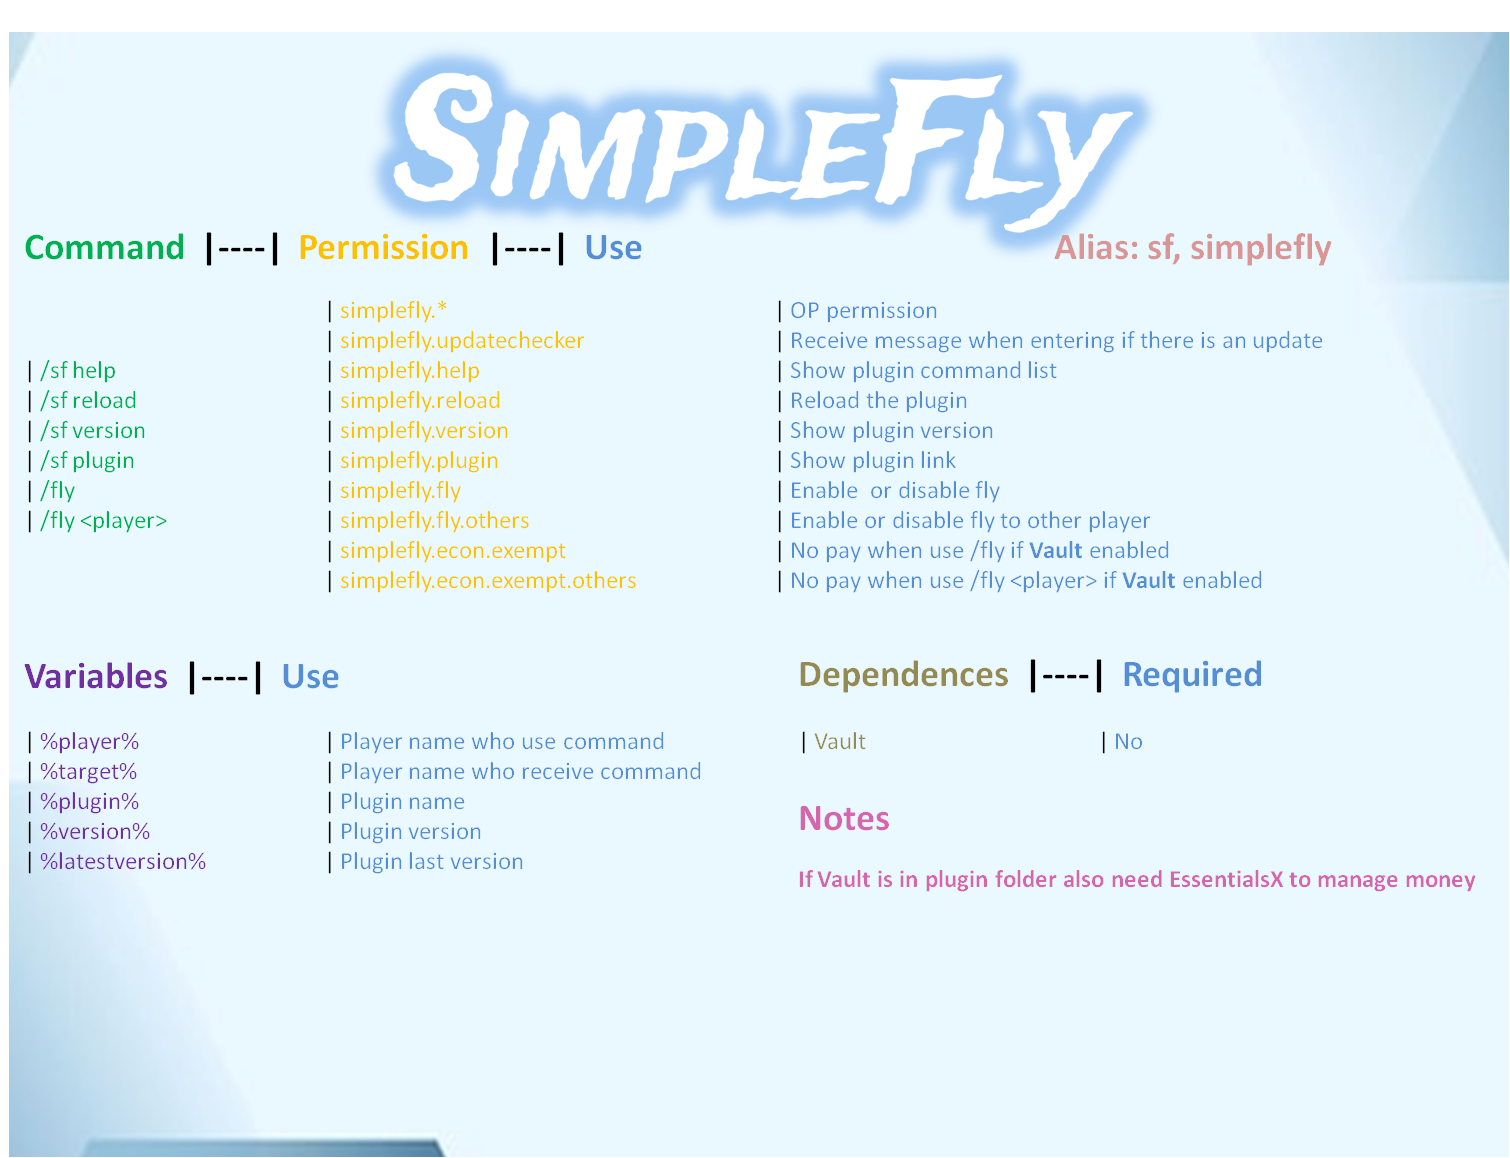 SimpleFly
Command |----| Permission |----| Use Alias: sf, simplefly
| simplefly.* | OP permission
| simplefly.updatechecker | Receive message when entering if there is an update
| /sf help | simplefly.help | Show plugin command list
| /sf reload | simplefly.reload | Reload the plugin
| /sf version | simplefly.version | Show plugin version
| /sf plugin | simplefly.plugin | Show plugin link
| /fly | simplefly.fly | Enable  or disable fly
| /fly <player> | simplefly.fly.others | Enable or disable fly to other player
| simplefly.econ.exempt | No pay when use /fly if Vault enabled
| simplefly.econ.exempt.others | No pay when use /fly <player> if Vault enabled
Variables |----| Use
| %player% | Player name who use command
| %target% | Player name who receive command
| %plugin% | Plugin name
| %version% | Plugin version
| %latestversion% | Plugin last version
Dependences |----| Required
| Vault | No
Notes
If Vault is in plugin folder also need EssentialsX to manage money